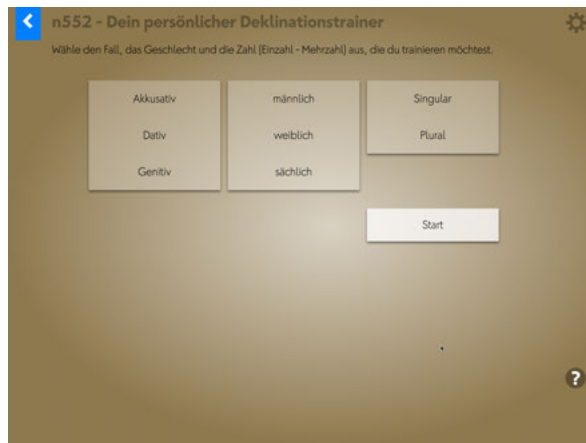 n552 - Dein persönlicher Deklinationstrainer
Wähle den Fall, das Geschlecht und die Zahl (Einzahl - Mehrzahl) aus, die du trainieren möchtest.
Akkusativ
Dativ
Genitiv
männlich
weiblich
sächlich
Singular
Plural
Start
?